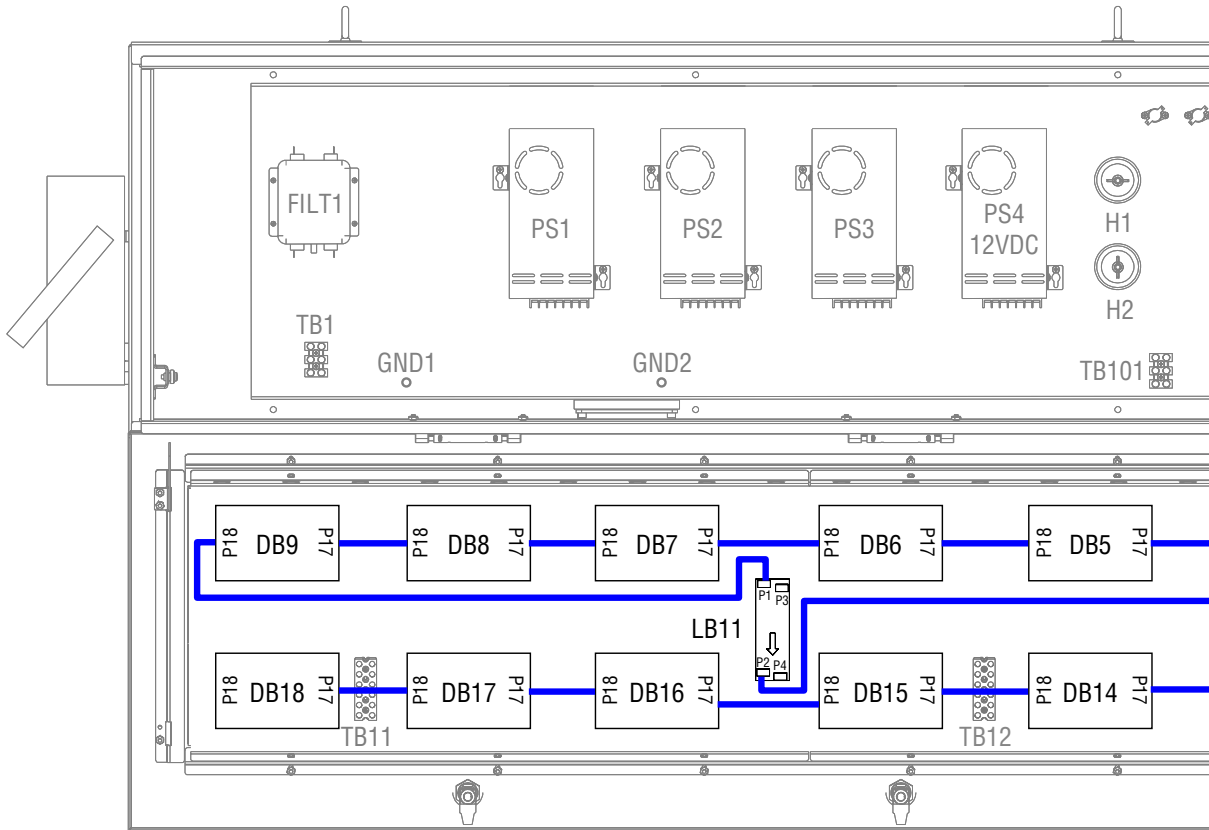 FILT1
PS1
PS2
PS3
PS4
12VDC
H1
H2
TB1
GND1
GND2
TB101
P18 DB9 P17
P18 DB8 P17
P18 DB7 P17
P18 DB6 P17
P18 DB5 P17
P1
P3
LB11
P2
P4
P18 DB18 P17
P18 DB17 P17
P18 DB16 P17
P18 DB15 P17
P18 DB14 P17
TB11
TB12